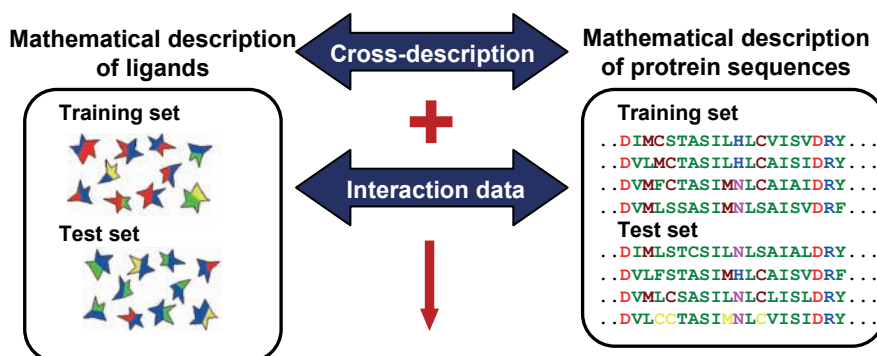 Mathematical description
of ligands
Cross-description
Mathematical description
of protrein sequences
Training set
Test set
Interaction data
Training set
..DIMCSTASILHLCVISVDRY...
..DVLMCTASILHLCAISIDRY...
..DVMFCTASIMNLCAIAIDRY...
..DVMLSSASIMNLSAISVDRF...
Test set
..DIMLSTCSILNLSAIALDRY...
..DVLFSTASIMHLCAISVDRF...
..DVMLCSASILNLCLISLDRY...
..DVLCCTASIMNLCVISIDRY...